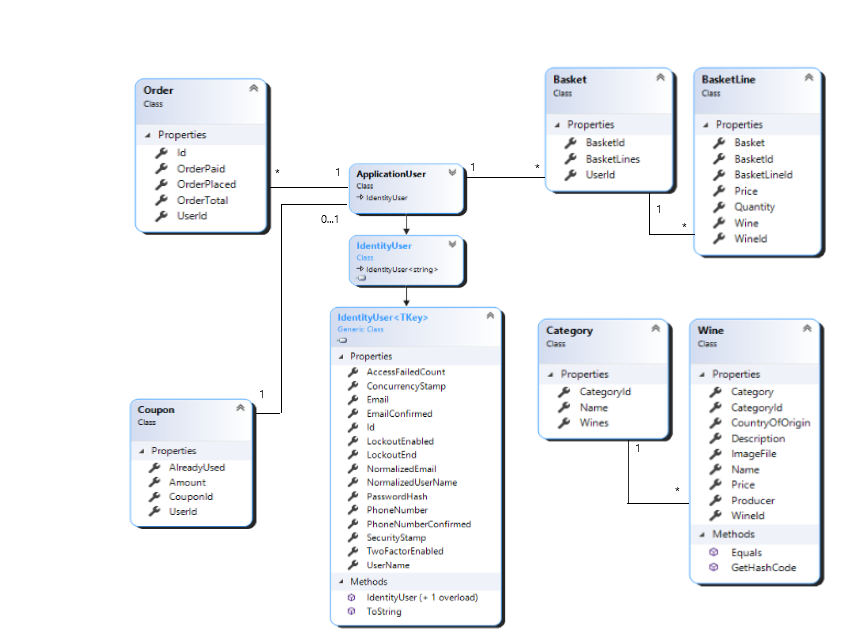 Order
Class
Properties
Id
OrderPaid
OrderPlaced
OrderTotal
UserId
*
1
ApplicationUser
Class
IdentityUser
0...1
IdentityUser
Class
IdentityUser<string>
IdentityUser<TKey>
Generic Class
Properties
AccessFailedCount
ConcurrencyStamp
Email
EmailConfirmed
Id
LockoutEnabled
LockoutEnd
NormalizedEmail
NormalizedUserName
PasswordHash
PhoneNumber
PhoneNumberConfirmed
SecurityStamp
TwoFactorEnabled
UserName
Methods
IdentityUser (+ 1 overload)
ToString
1
Coupon
Class
Properties
AlreadyUsed
Amount
CouponId
UserId
1
*
Basket
Class
Properties
BasketId
BasketLines
UserId
1
*
BasketLine
Class
Properties
Basket
BasketId
BasketLineId
Price
Quantity
Wine
WineId
Category
Class
Properties
CategoryId
Name
Wines
1
*
Wine
Class
Properties
Category
CategoryId
CountryOfOrigin
Description
ImageFile
Name
Price
Producer
WineId
Methods
Equals
GetHashCode